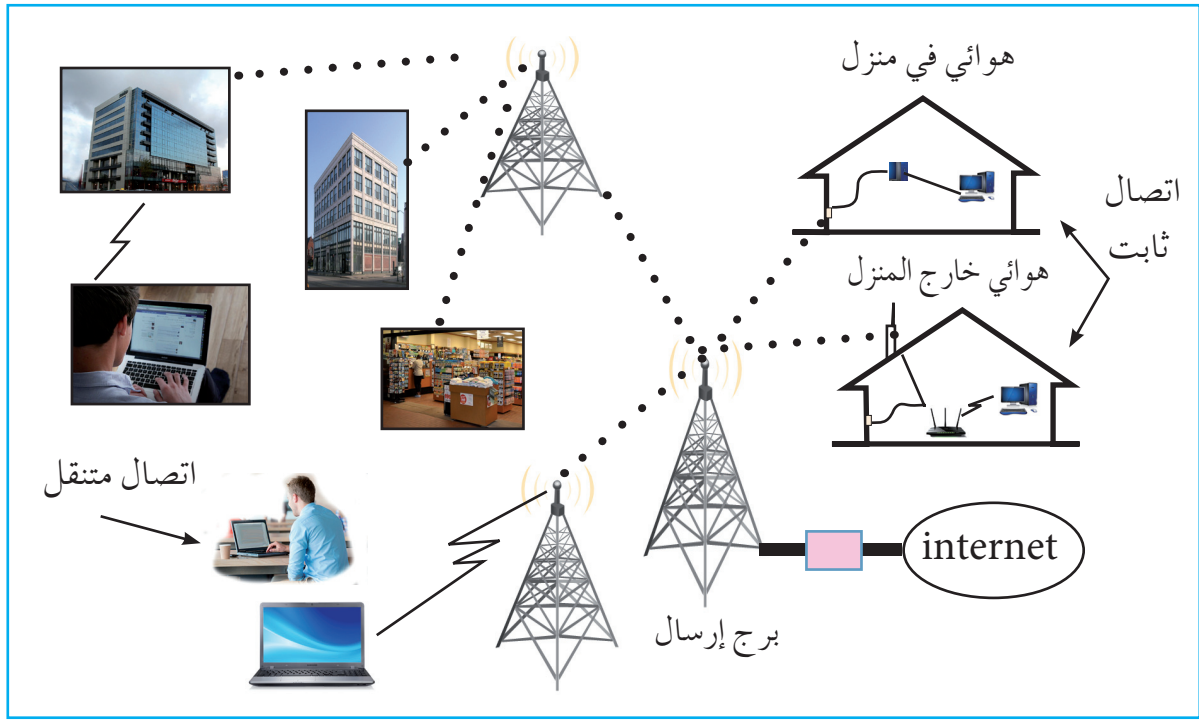 هوائي في منزل
اتصال
ثابت
هوائي خارج المنزل
اتصال متنقل
internet
برج إرسال